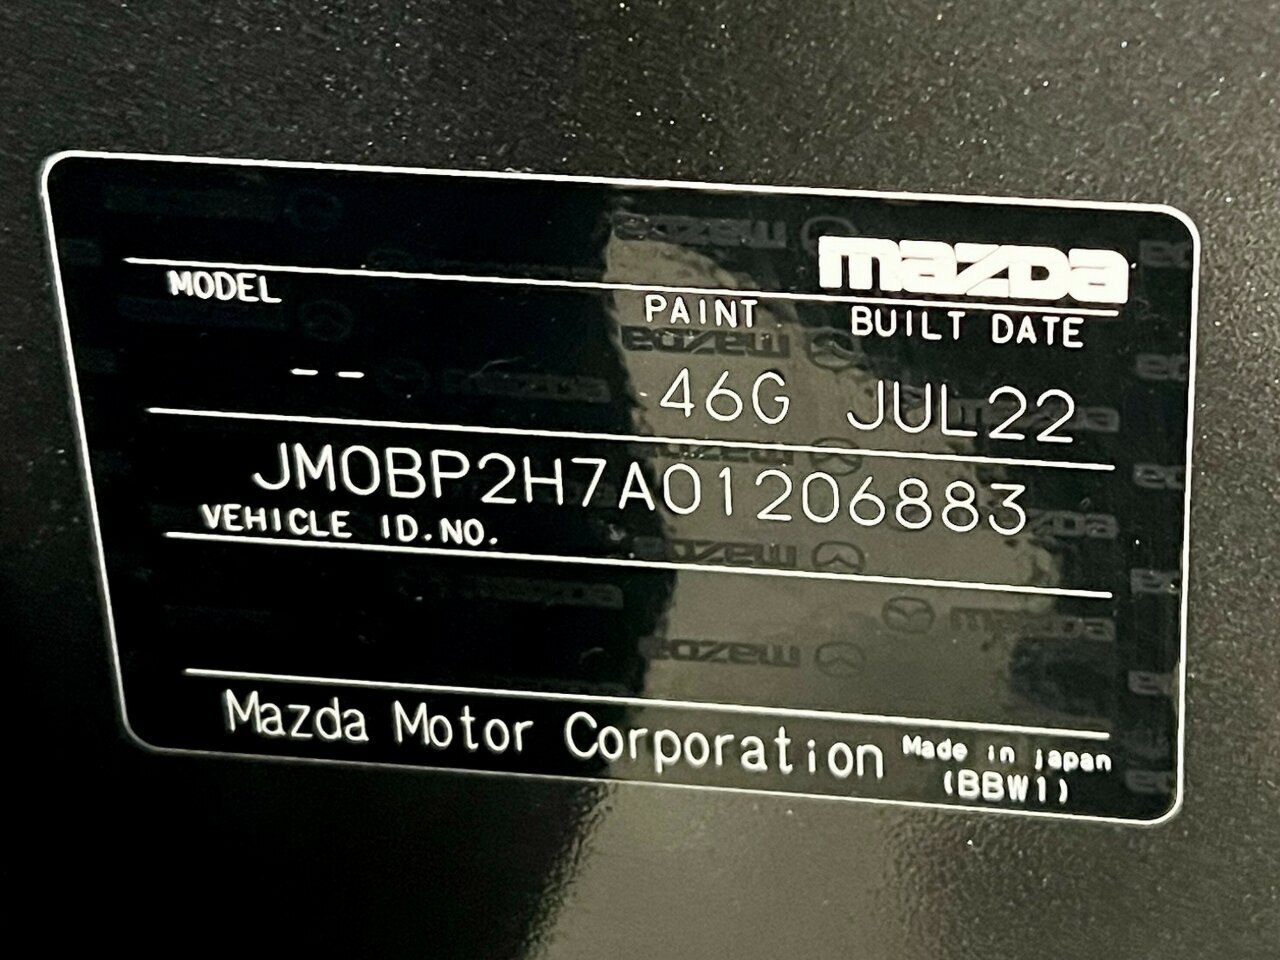 mazda
MODEL PAINT BUILT DATE
-- 46G JUL22
JM0BP2H7A01206883
VEHICLE ID.NO.
Mazda Motor Corporation Made in japan
(BBW1)